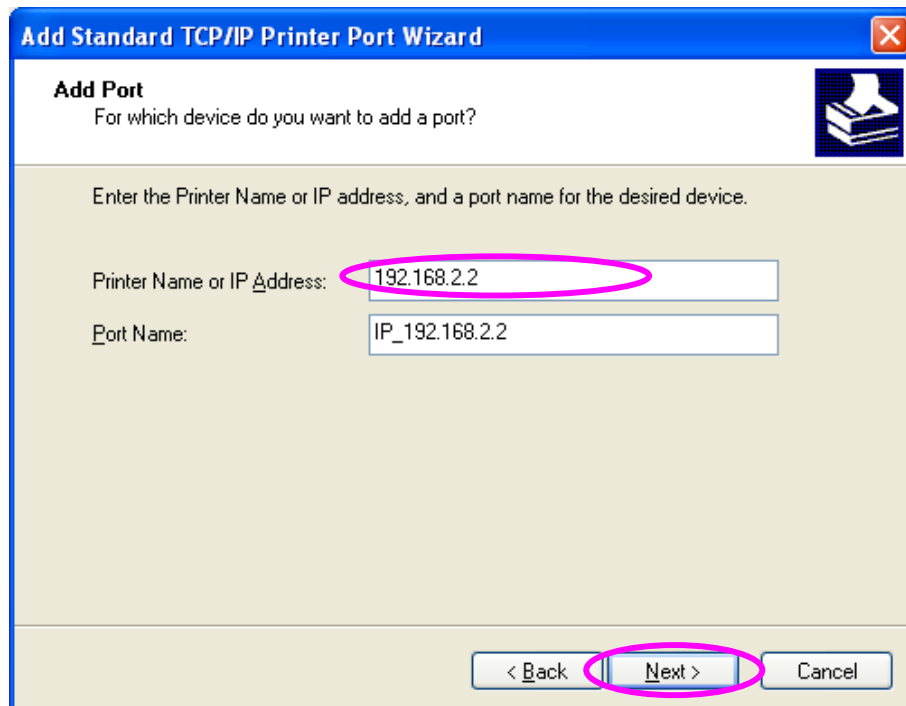 Add Standard TCP/IP Printer Port Wizard
Add Port
For which device do you want to add a port?
Enter the Printer Name or IP address, and a port name for the desired device.
Printer Name or IP Address: 192.168.2.2
Port Name: IP_192.168.2.2
< Back Next > Cancel